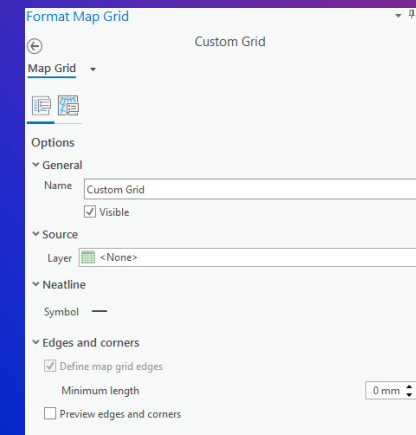 Format Map Grid
Custom Grid
Map Grid
Options
General
Name Custom Grid
Visible
Source
Layer <None>
Neatline
Symbol
Edges and corners
Define map grid edges
Minimum length 0 mm
Preview edges and corners